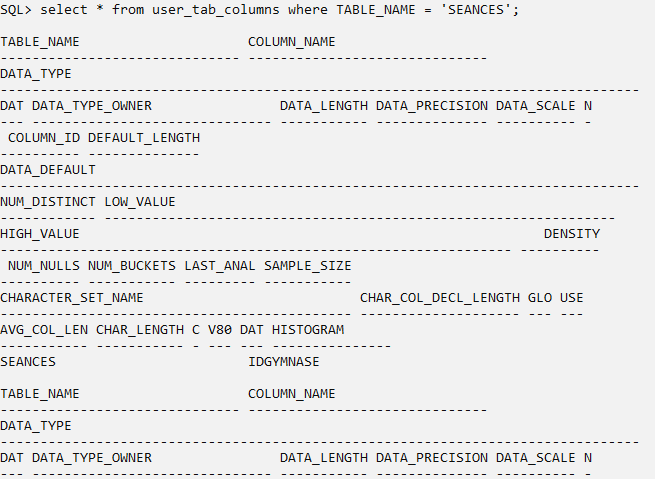 SQL> select * from user_tab_columns where TABLE_NAME = 'SEANCES';
TABLE_NAME                     COLUMN_NAME
------------------------------ ------------------------------
DATA_TYPE
--------------------------------------------------------------------------------
DAT DATA_TYPE_OWNER                DATA_LENGTH DATA_PRECISION DATA_SCALE N
--- ------------------------------ ----------- -------------- ---------- -
 COLUMN_ID DEFAULT_LENGTH
---------- --------------
DATA_DEFAULT
--------------------------------------------------------------------------------
NUM_DISTINCT LOW_VALUE
------------ ----------------------------------------------------------------
HIGH_VALUE                                                          DENSITY
---------------------------------------------------------------- ----------
 NUM_NULLS NUM_BUCKETS LAST_ANAL SAMPLE_SIZE
---------- ----------- --------- -----------
CHARACTER_SET_NAME                           CHAR_COL_DECL_LENGTH GLO USE
-------------------------------------------- -------------------- --- ---
AVG_COL_LEN CHAR_LENGTH C V80 DAT HISTOGRAM
----------- ----------- - --- --- ---------------
SEANCES                        IDGYMNASE
TABLE_NAME                     COLUMN_NAME
------------------------------ ------------------------------
DATA_TYPE
--------------------------------------------------------------------------------
DAT DATA_TYPE_OWNER                DATA_LENGTH DATA_PRECISION DATA_SCALE N
--- ------------------------------ ----------- -------------- ---------- -